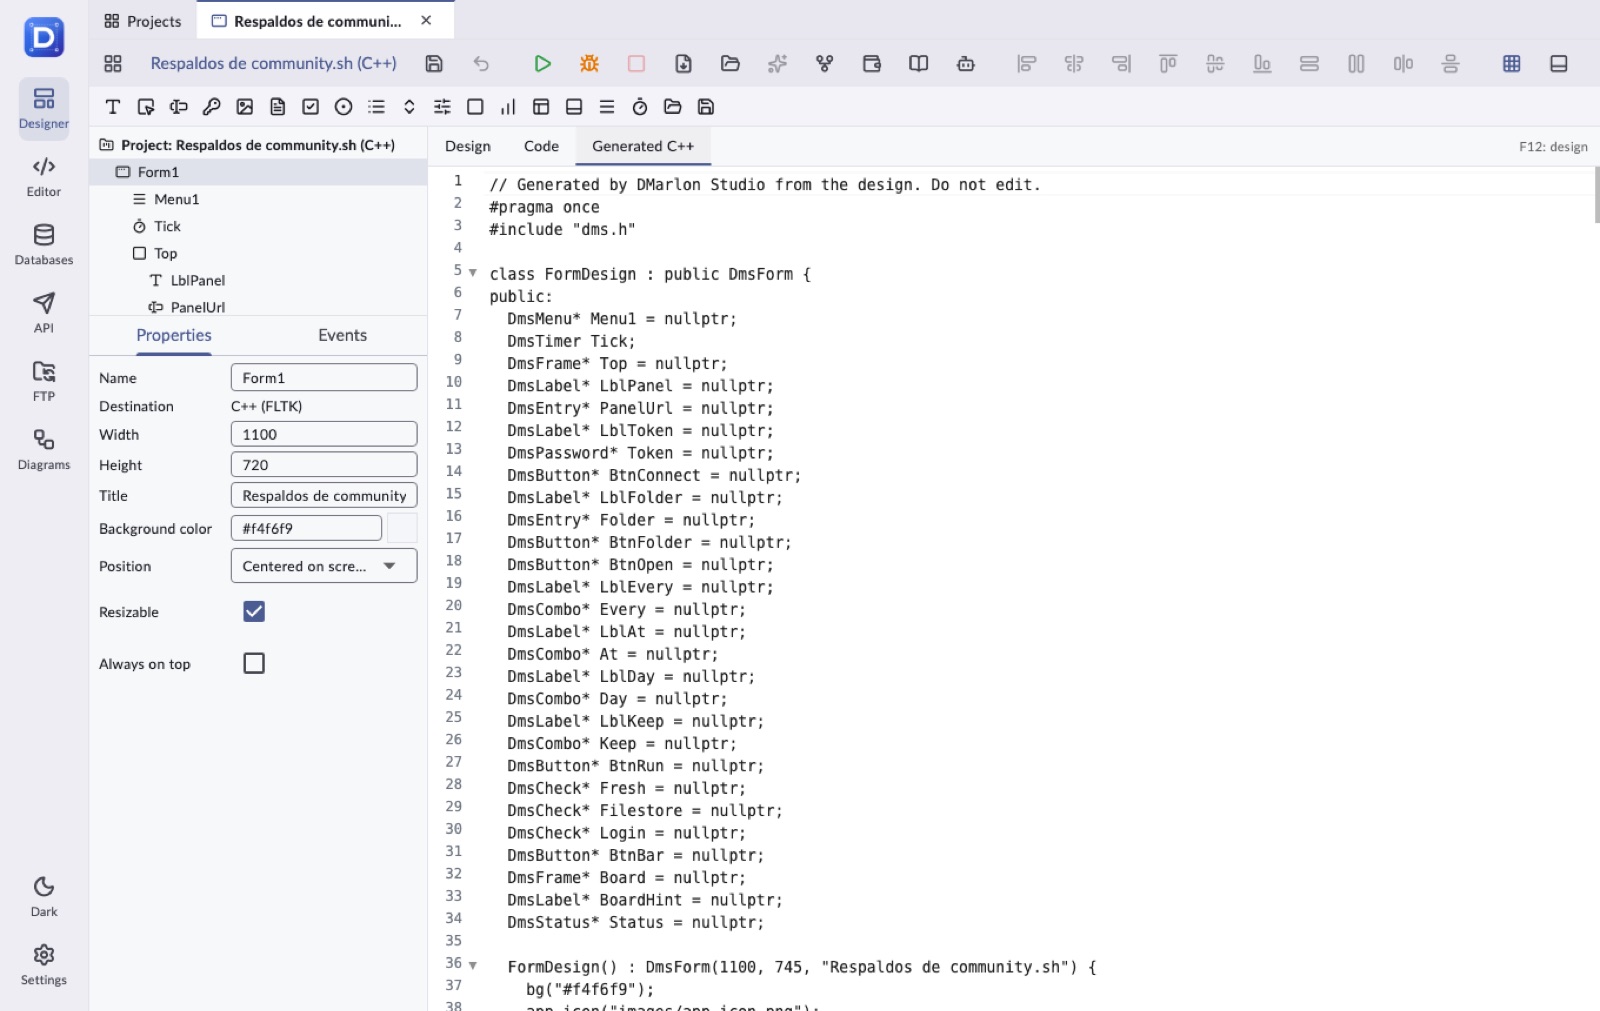 Projects
Respaldos de communi...
Respaldos de community.sh (C++)
Designer
Editor
Databases
API
FTP
Diagrams
Dark
Settings
Project: Respaldos de community.sh (C++)
Form1
Menu1
Tick
Top
LblPanel
PanelUrl
Properties
Events
Name
Form1
Destination
C++ (FLTK)
Width
1100
Height
720
Title
Respaldos de community
Background color
#f4f6f9
Position
Centered on scre...
Resizable
Always on top
Design
Code
Generated C++
F12: design
1 // Generated by DMarlon Studio from the design. Do not edit.
2 #pragma once
3 #include "dms.h"
4
5 class FormDesign : public DmsForm {
6 public:
7 DmsMenu* Menu1 = nullptr;
8 DmsTimer Tick;
9 DmsFrame* Top = nullptr;
10 DmsLabel* LblPanel = nullptr;
11 DmsEntry* PanelUrl = nullptr;
12 DmsLabel* LblToken = nullptr;
13 DmsPassword* Token = nullptr;
14 DmsButton* BtnConnect = nullptr;
15 DmsLabel* LblFolder = nullptr;
16 DmsEntry* Folder = nullptr;
17 DmsButton* BtnFolder = nullptr;
18 DmsButton* BtnOpen = nullptr;
19 DmsLabel* LblEvery = nullptr;
20 DmsCombo* Every = nullptr;
21 DmsLabel* LblAt = nullptr;
22 DmsCombo* At = nullptr;
23 DmsLabel* LblDay = nullptr;
24 DmsCombo* Day = nullptr;
25 DmsLabel* LblKeep = nullptr;
26 DmsCombo* Keep = nullptr;
27 DmsButton* BtnRun = nullptr;
28 DmsCheck* Fresh = nullptr;
29 DmsCheck* Filestore = nullptr;
30 DmsCheck* Login = nullptr;
31 DmsButton* BtnBar = nullptr;
32 DmsFrame* Board = nullptr;
33 DmsLabel* BoardHint = nullptr;
34 DmsStatus* Status = nullptr;
35
36 FormDesign() : DmsForm(1100, 745, "Respaldos de community.sh") {
37 bg("#f4f6f9");
38